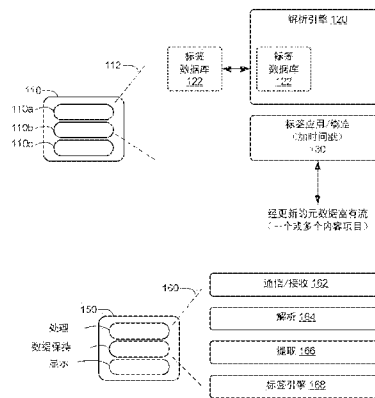 解析引擎 120
112
标签
数据库
122
标签
数据库
122
110
110a
110b
110c
标签应用/构造
(加时间戳)
130
经更新的元数据富有流
(一个或多个内容项目)
150
160
处理
数据保持
显示
通信/接收 162
解析 164
提取 166
标签引擎 168